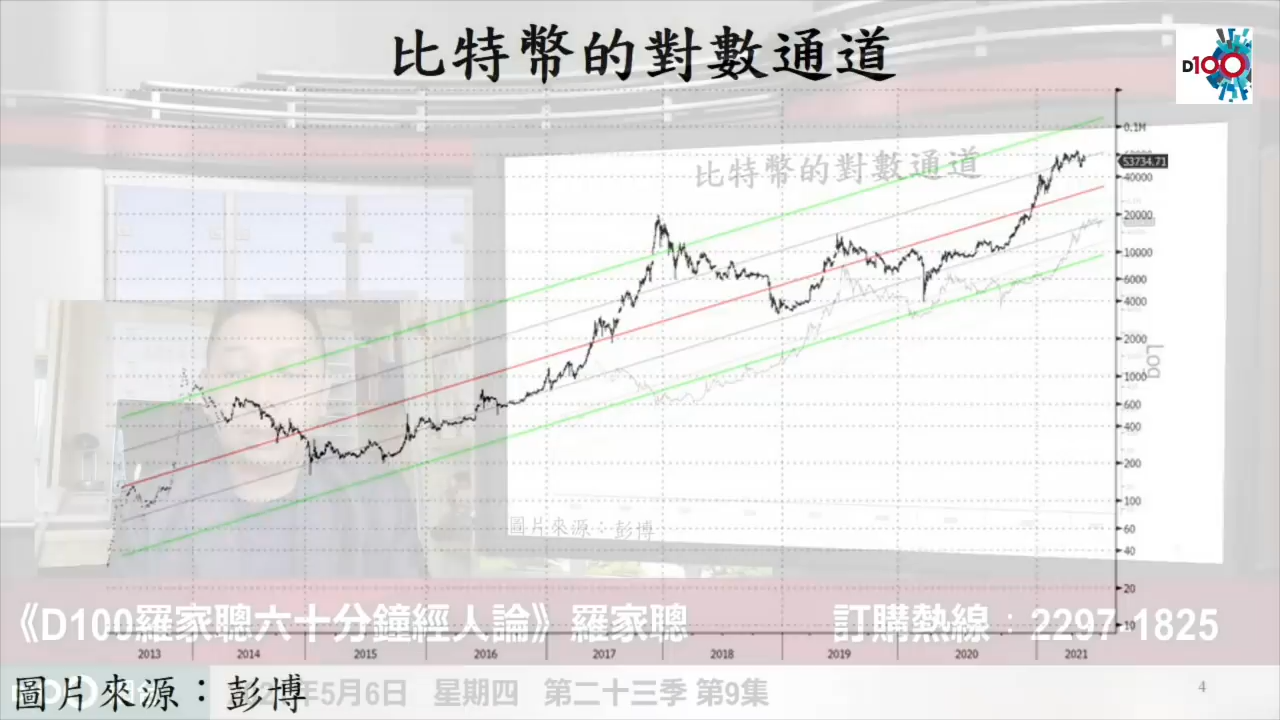 比特幣的對數通道
D100
比特幣的對數通道
0.1M
53734.71
40000
20000
10000
6000
4000
2000
Log
1000
600
400
200
100
圖片來源：彭博
60
40
20
《D100羅家聰六十分鐘經人論》羅家聰
訂購熱線：2297-1825
10
2013 2014 2015 2016 2017 2018 2019 2020 2021
圖片來源：彭博
年5月6日 星期四 第二十三季 第9集
4